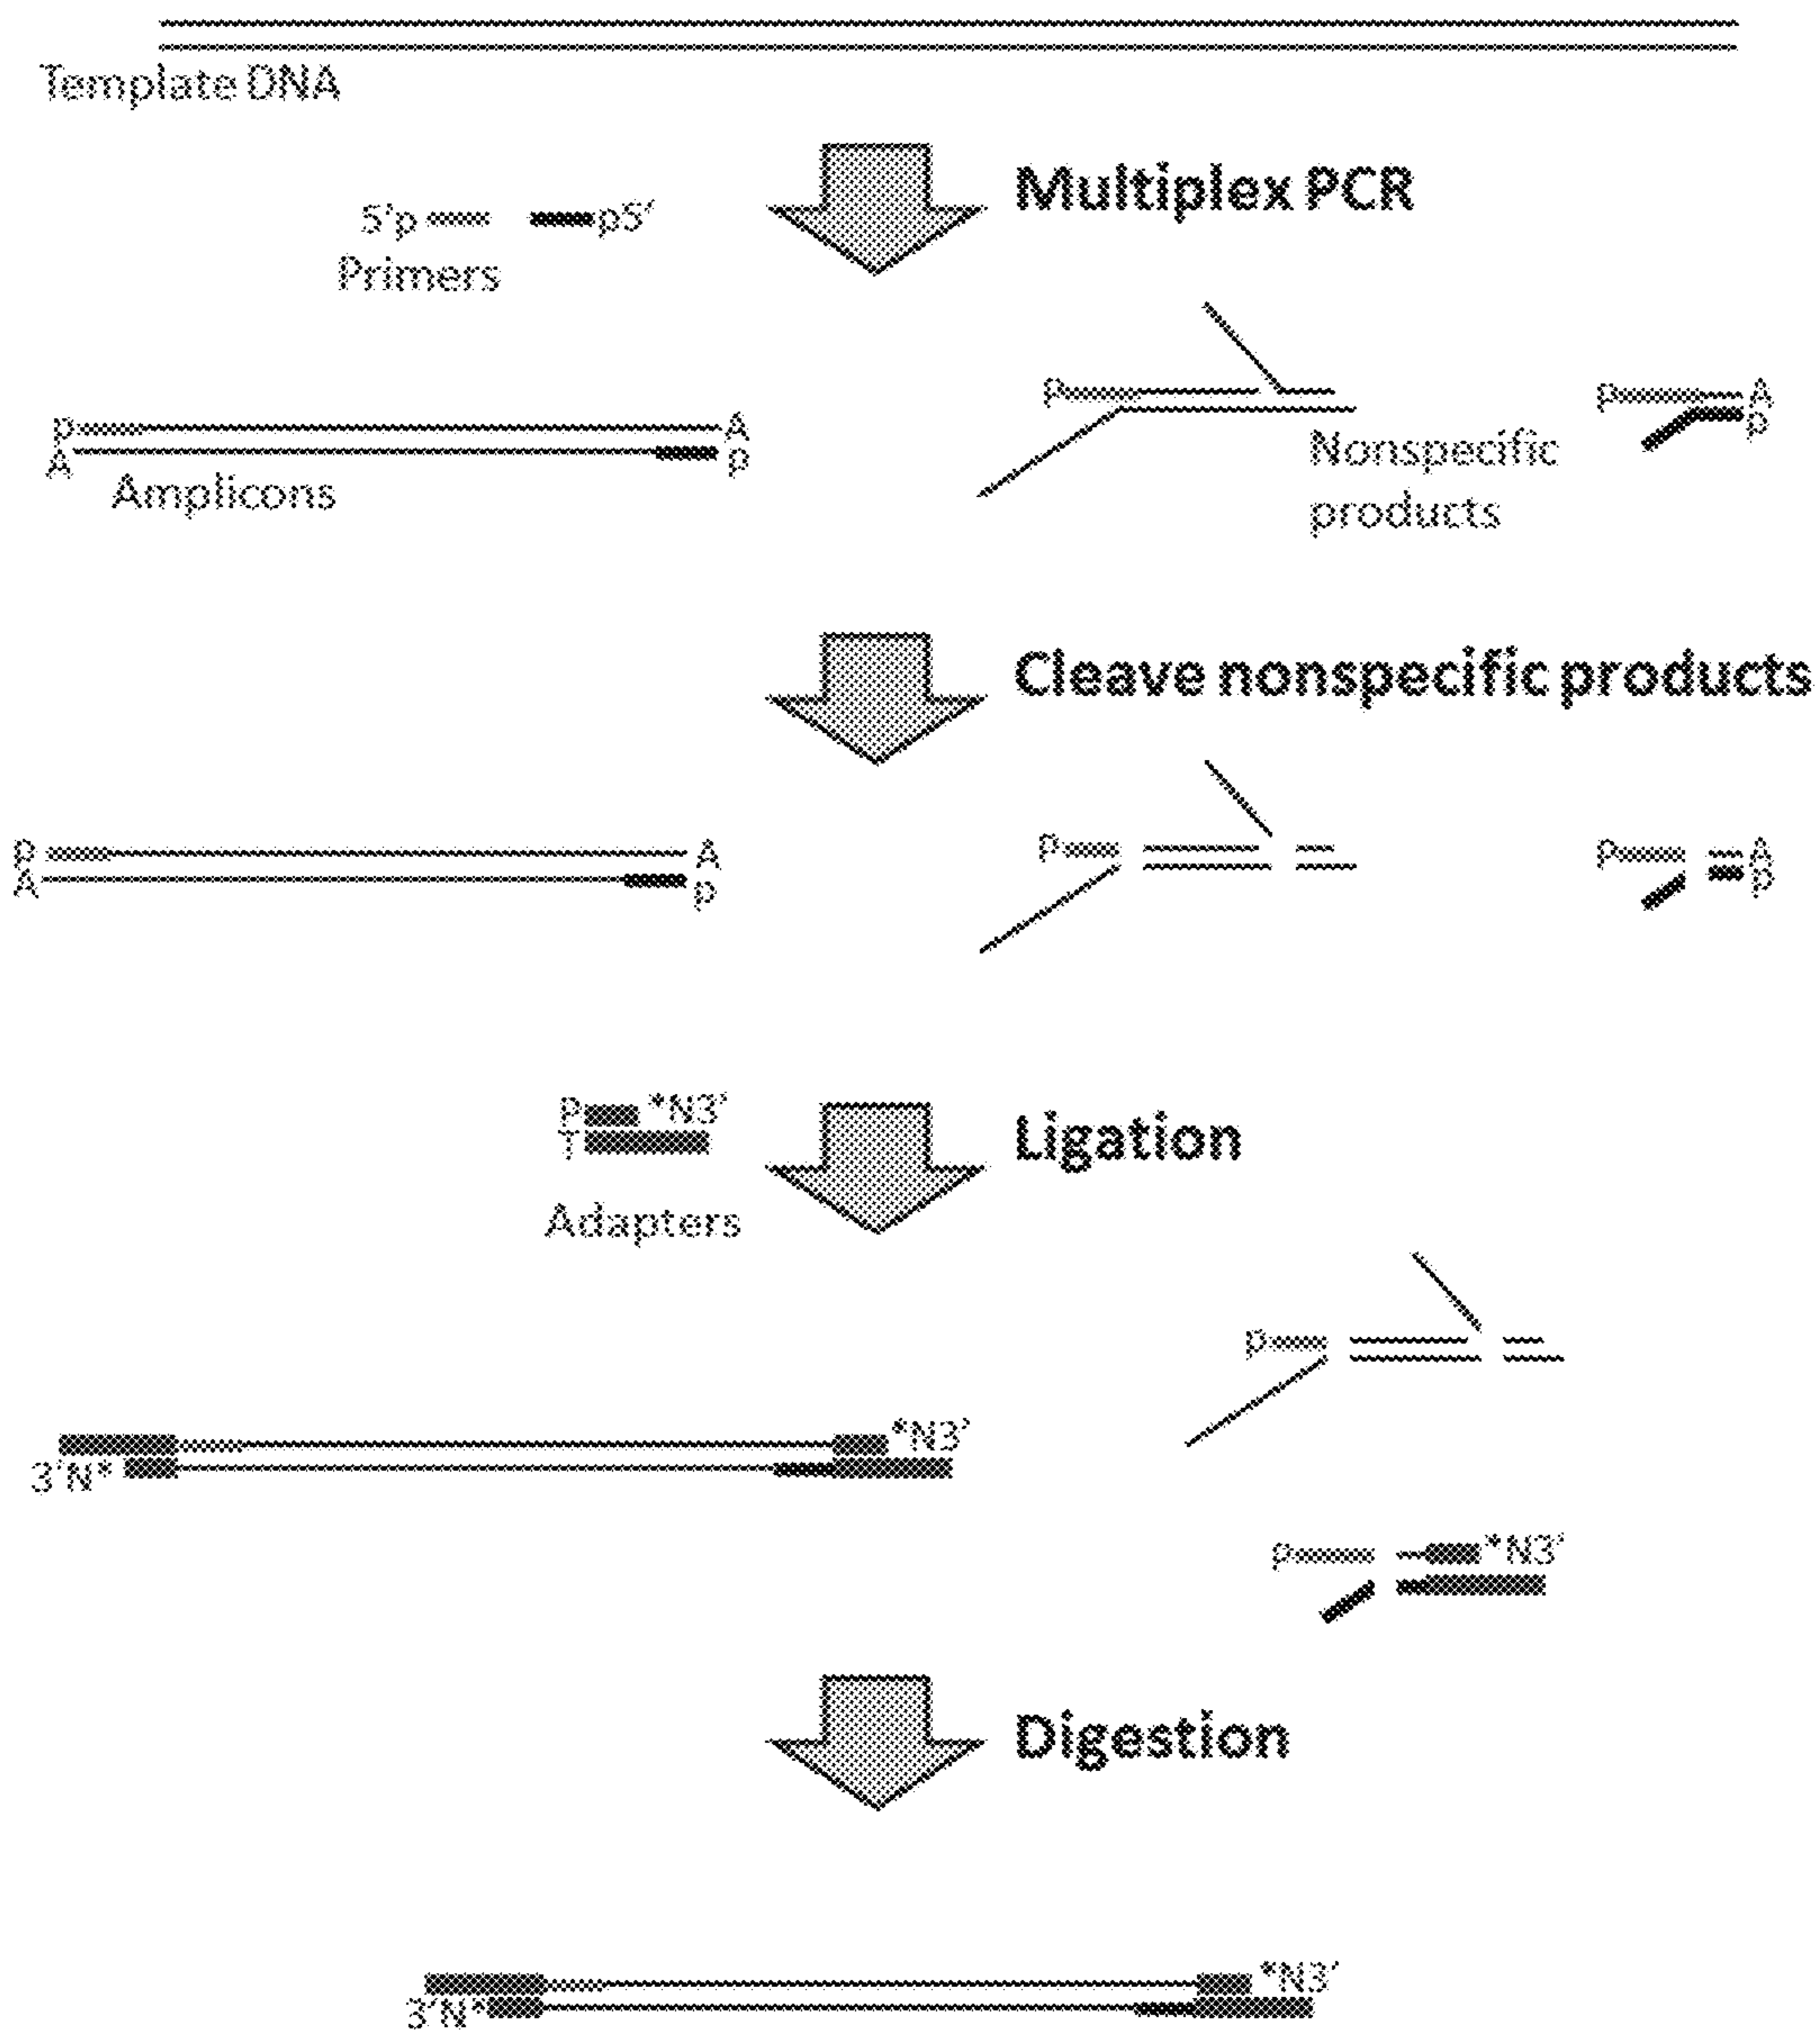 Template DNA
Multiplex PCR
5'p p5'
Primers
p A
A p
Amplicons
p
Nonspecific
products
p A
p
Cleave nonspecific products
p A
A p
p
p A
p
P *N3'
T
Ligation
Adapters
p
*N3'
3'N*
p *N3'
Digestion
*N3'
3'N*